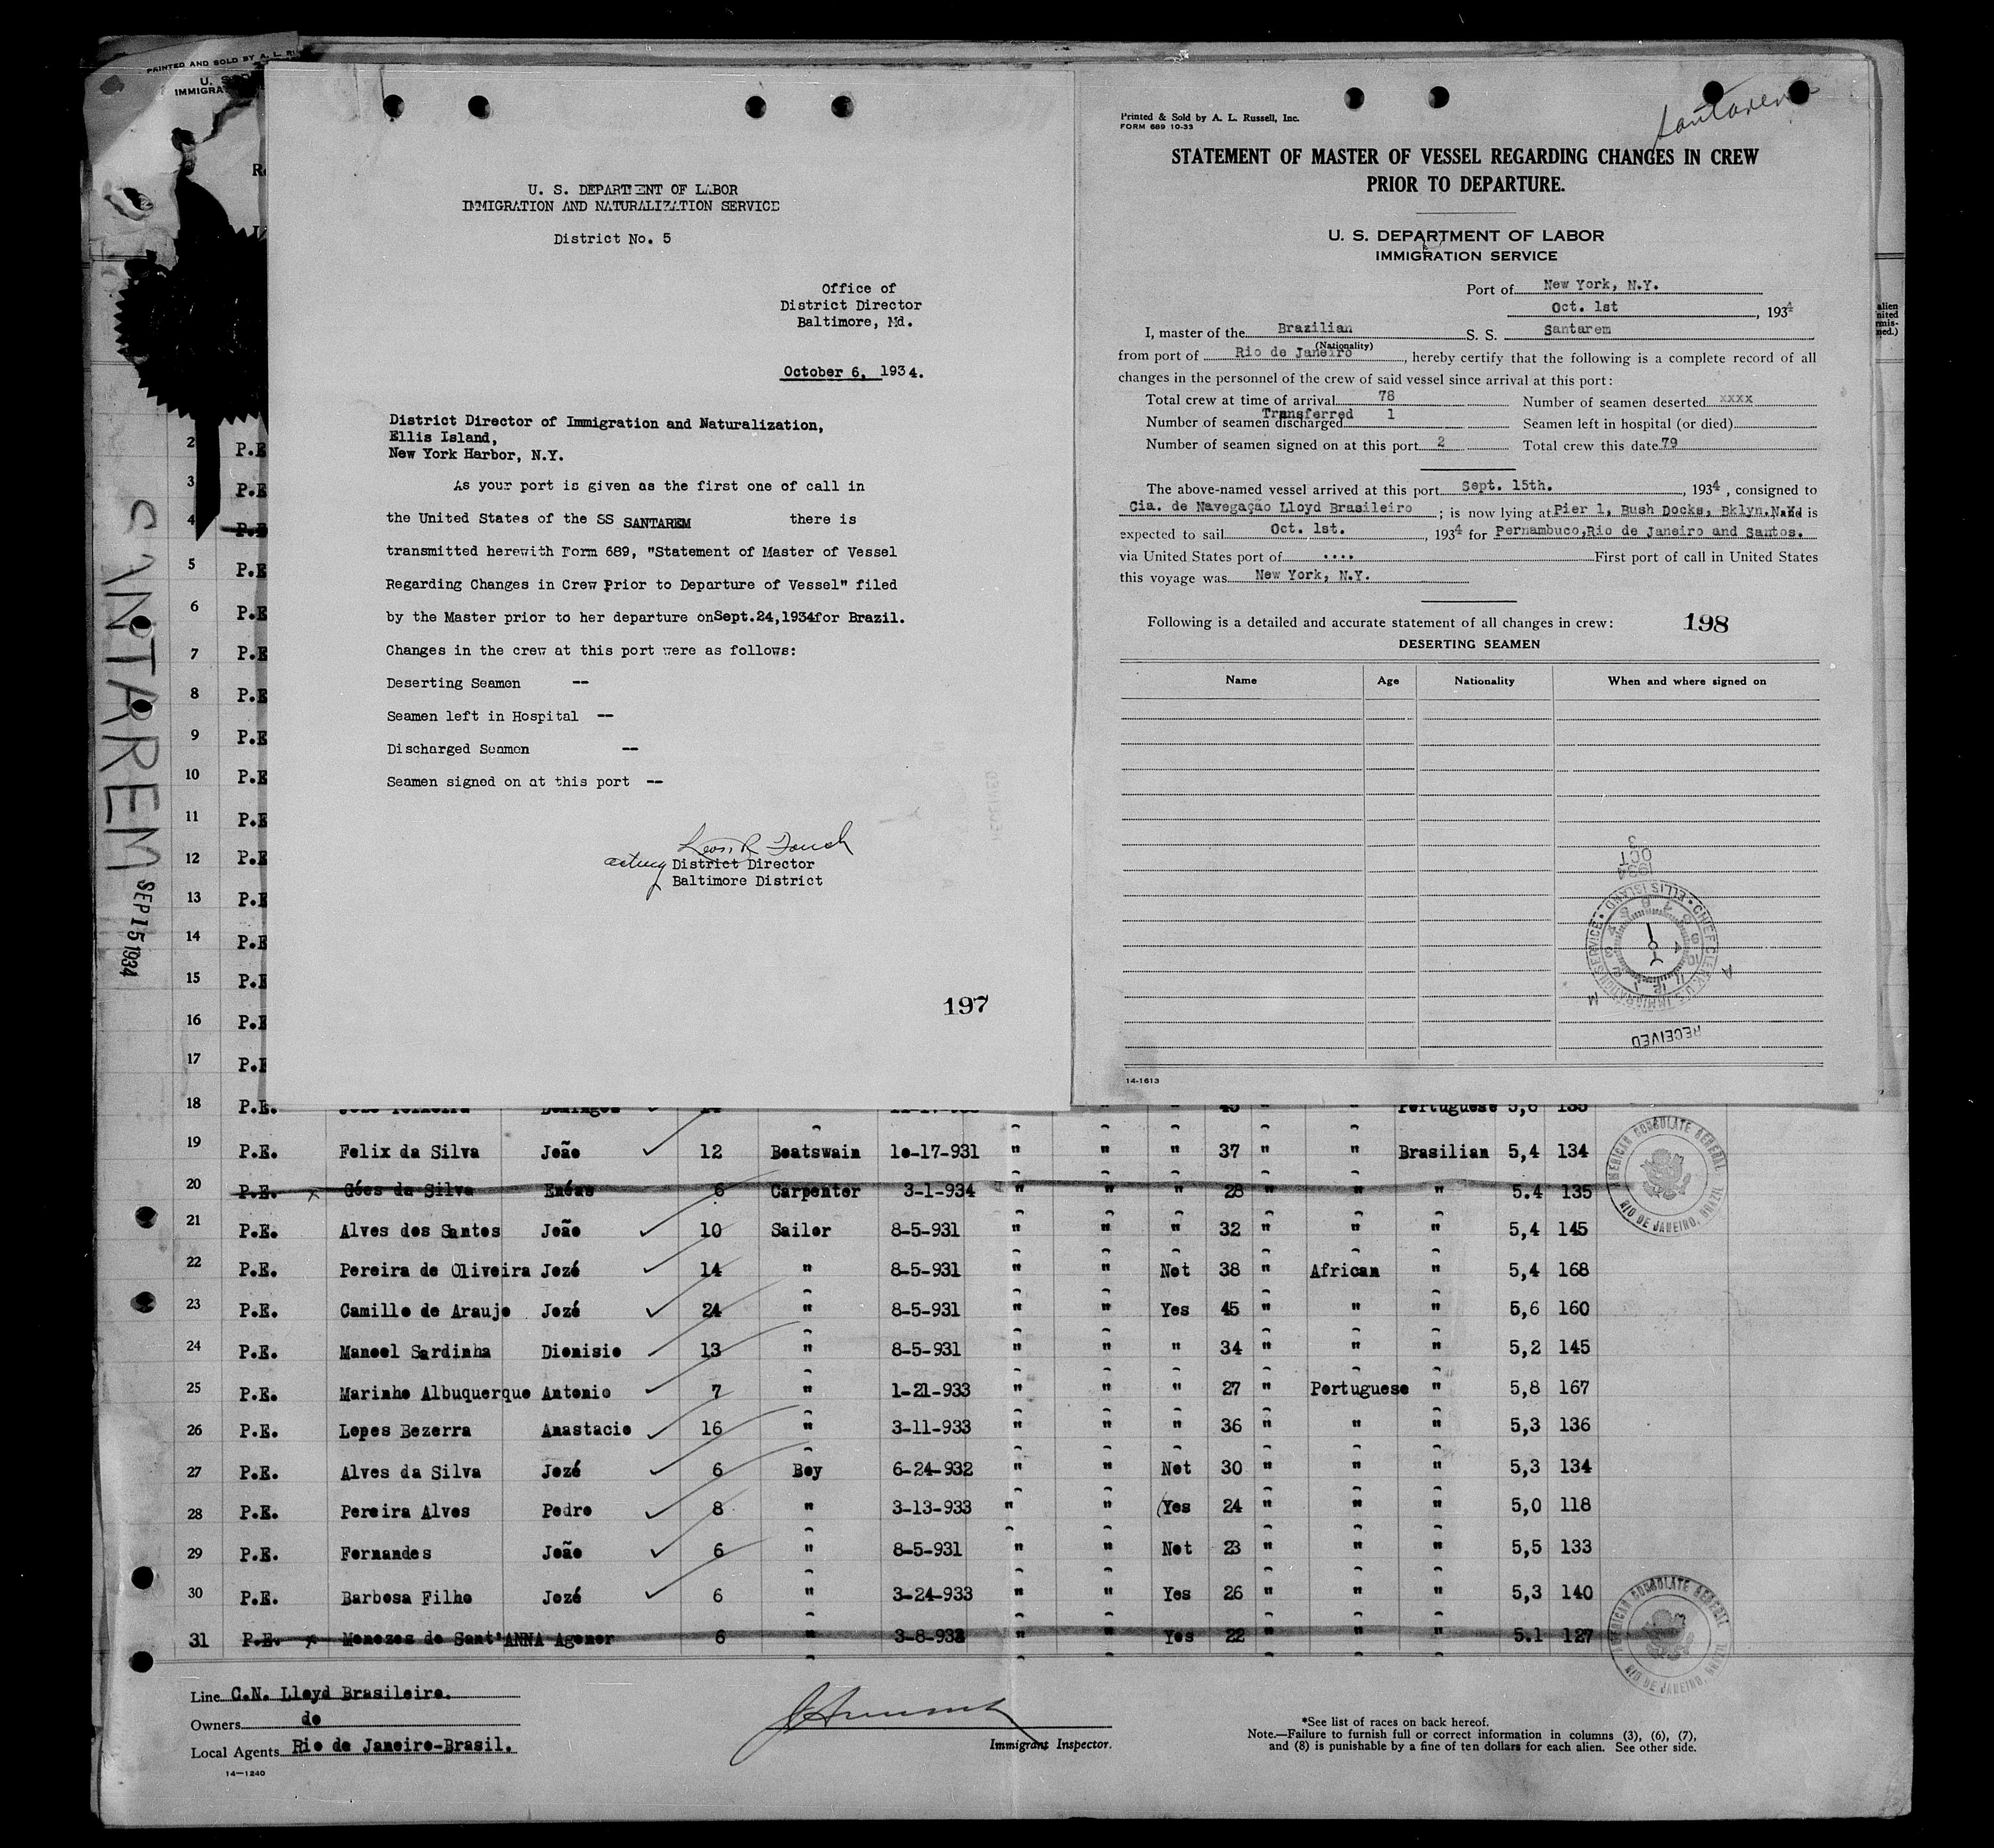 PRINTED AND SOLD BY A. L.
U. S.
IMMIGRA
SANTAREM
SEP 15 1934
U. S. DEPARTMENT OF LABOR
IMMIGRATION AND NATURALIZATION SERVICE
District No. 5
Office of
District Director
Baltimore, Md.
October 6, 1934.
District Director of Immigration and Naturalization,
Ellis Island,
New York Harbor, N.Y.
As your port is given as the first one of call in
the United States of the SS SANTAREM there is
transmitted herewith Form 689, "Statement of Master of Vessel
Regarding Changes in Crew Prior to Departure of Vessel" filed
by the Master prior to her departure on Sept.24,1934 for Brazil.
Changes in the crew at this port were as follows:
Deserting Seamen --
Seamen left in Hospital --
Discharged Seamen --
Seamen signed on at this port --
acting District Director
Baltimore District
197
Printed & Sold by A. L. Russell, Inc.
FORM 689 10-33
Santarem
STATEMENT OF MASTER OF VESSEL REGARDING CHANGES IN CREW
PRIOR TO DEPARTURE.
U. S. DEPARTMENT OF LABOR
IMMIGRATION SERVICE
Port of New York, N.Y.
Oct. 1st , 1934
I, master of the Brazilian S. S. Santarem
(Nationality)
from port of Rio de Janeiro , hereby certify that the following is a complete record of all
changes in the personnel of the crew of said vessel since arrival at this port:
Total crew at time of arrival 78 Number of seamen deserted xxxx
Transferred
Number of seamen discharged 1 Seamen left in hospital (or died)
Number of seamen signed on at this port 2 Total crew this date 79
The above-named vessel arrived at this port Sept. 15th. , 1934 , consigned to
Cia. de Navegação Lloyd Brasileiro ; is now lying at Pier 1, Bush Docks, Bklyn.N.Y. and is
expected to sail Oct. 1st. , 1934 for Pernambuco,Rio de Janeiro and Santos.
via United States port of .... First port of call in United States
this voyage was New York, N.Y.
Following is a detailed and accurate statement of all changes in crew: 198
DESERTING SEAMEN
Name Age Nationality When and where signed on
OCT 3
1934
CHIEF CLERK U.S. IMMIGRATION SERVICE • ELLIS ISLAND •
RECEIVED
14-1613
alien
nited
rmis-
ned.)
2 P.E
3 P.E
4 P.E
5 P.E
6 P.E
7 P.E
8 P.E
9 P.E
10 P.E
11 P.E
12 P.E
13 P.E
14 P.E
15 P.E
16 P.E
17 P.E
18 P.E. José Teixeira Domingos Portuguese 5,6 135
19 P.E. Felix da Silva João 12 Boatswain 10-17-931 " " " 37 " " Brasilian 5,4 134
20 P.E. Góes da Silva 6 Carpenter 3-1-934 " " " 28 " " " 5.4 135
21 P.E. Alves dos Santos João 10 Sailor 8-5-931 " " " 32 " " " 5,4 145
22 P.E. Pereira de Oliveira Jozé 14 " 8-5-931 " " Not 38 " African " 5,4 168
23 P.E. Camillo de Araujo Jozé 24 " 8-5-931 " " Yes 45 " " " 5,6 160
24 P.E. Manoel Sardinha Dionisio 13 " 8-5-931 " " " 34 " " " 5,2 145
25 P.E. Marinho Albuquerque Antonio 7 " 1-21-933 " " " 27 " Portuguese " 5,8 167
26 P.E. Lopes Bezerra Anastacio 16 " 3-11-933 " " " 36 " " " 5,3 136
27 P.E. Alves da Silva Jozé 6 Boy 6-24-932 " " Not 30 " " " 5,3 134
28 P.E. Pereira Alves Pedro 8 " 3-13-933 " " Yes 24 " " " 5,0 118
29 P.E. Fernandes João 6 " 8-5-931 " " Not 23 " " " 5,5 133
30 P.E. Barbosa Filho Jozé 6 " 3-24-933 " " Yes 26 " " " 5,3 140
31 P.E. Menezes de Sant'ANNA Agenor 6 " 3-8-933 " " Yes 22 " " " 5.1 127
AMERICAN CONSULATE GENERAL
RIO DE JANEIRO, BRAZIL
AMERICAN CONSULATE GENERAL
RIO DE JANEIRO, BRAZIL
Line C.N. Lloyd Brasileiro.
Owners do
Local Agents Rio de Janeiro-Brasil.
14-1240
Immigrant Inspector.
*See list of races on back hereof.
Note.—Failure to furnish full or correct information in columns (3), (6), (7),
and (8) is punishable by a fine of ten dollars for each alien. See other side.